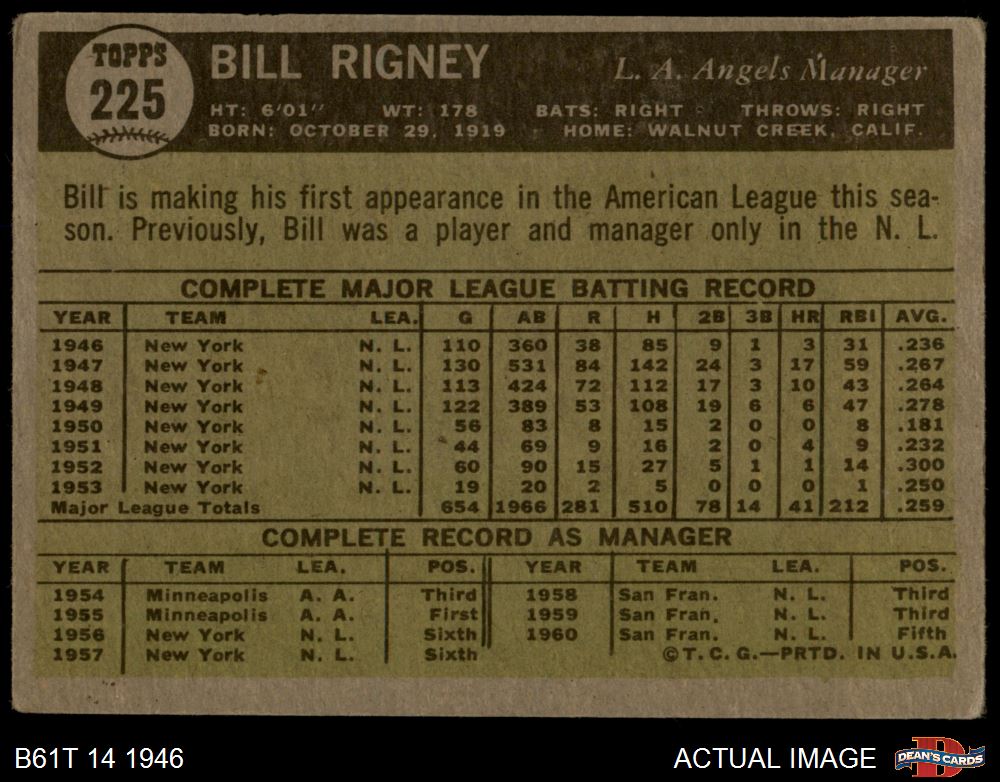 TOPPS
225
BILL RIGNEY L. A. Angels Manager
HT: 6'01" WT: 178 BATS: RIGHT THROWS: RIGHT
BORN: OCTOBER 29, 1919 HOME: WALNUT CREEK, CALIF.
Bill is making his first appearance in the American League this sea-
son. Previously, Bill was a player and manager only in the N. L.
COMPLETE MAJOR LEAGUE BATTING RECORD
YEAR TEAM LEA. G AB R H 2B 3B HR RBI AVG.
1946 New York N. L. 110 360 38 85 9 1 3 31 .236
1947 New York N. L. 130 531 84 142 24 3 17 59 .267
1948 New York N. L. 113 424 72 112 17 3 10 43 .264
1949 New York N. L. 122 389 53 108 19 6 6 47 .278
1950 New York N. L. 56 83 8 15 2 0 0 8 .181
1951 New York N. L. 44 69 9 16 2 0 4 9 .232
1952 New York N. L. 60 90 15 27 5 1 1 14 .300
1953 New York N. L. 19 20 2 5 0 0 0 1 .250
Major League Totals 654 1966 281 510 78 14 41 212 .259
COMPLETE RECORD AS MANAGER
YEAR TEAM LEA. POS. YEAR TEAM LEA. POS.
1954 Minneapolis A. A. Third 1958 San Fran. N. L. Third
1955 Minneapolis A. A. First 1959 San Fran. N. L. Third
1956 New York N. L. Sixth 1960 San Fran. N. L. Fifth
1957 New York N. L. Sixth ©T. C. G.—PRTD. IN U.S.A.
B61T 14 1946 ACTUAL IMAGE DEAN'S CARDS